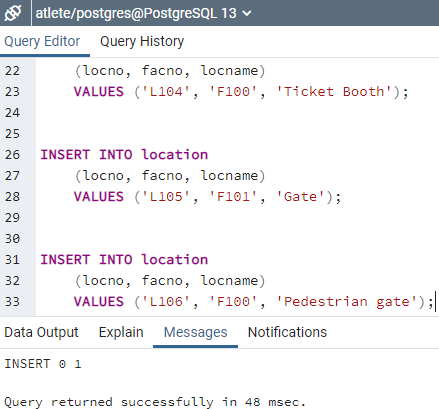 atlete/postgres@PostgreSQL 13
Query Editor Query History
22 (locno, facno, locname)
23 VALUES ('L104', 'F100', 'Ticket Booth');
24
25
26 INSERT INTO location
27 (locno, facno, locname)
28 VALUES ('L105', 'F101', 'Gate');
29
30
31 INSERT INTO location
32 (locno, facno, locname)
33 VALUES ('L106', 'F100', 'Pedestrian gate');
Data Output Explain Messages Notifications
INSERT 0 1
Query returned successfully in 48 msec.